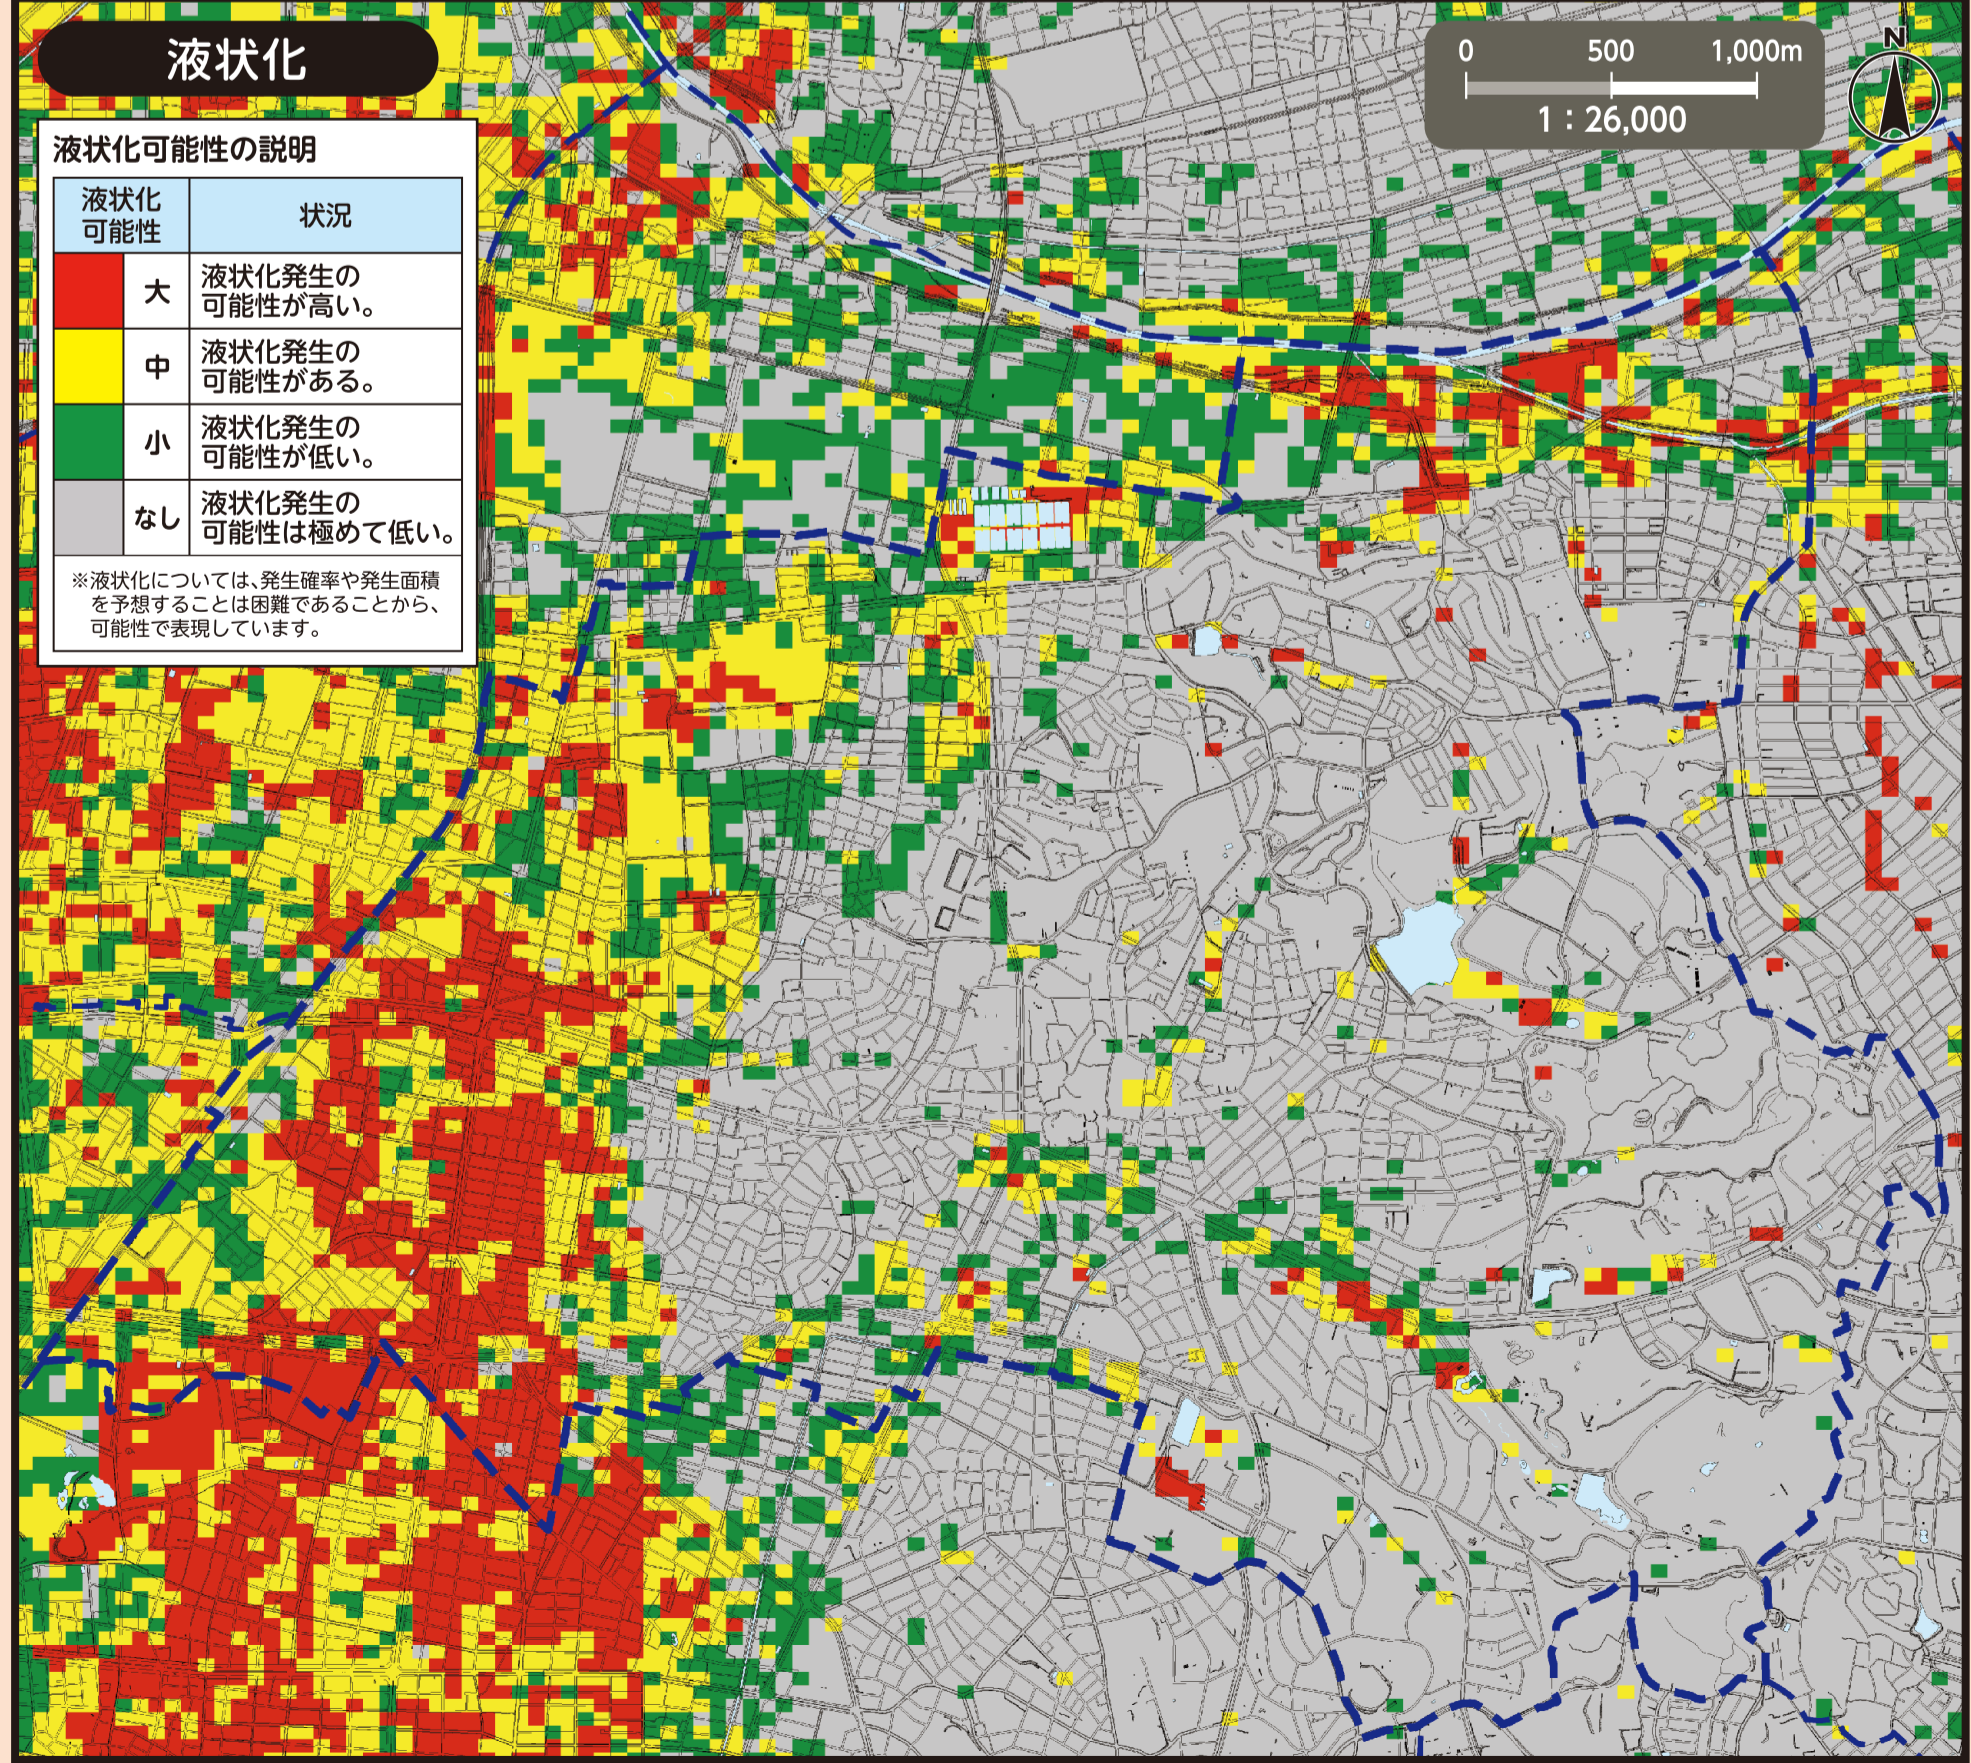 液状化
0 500 1,000m
1：26,000
N
液状化可能性の説明
液状化
可能性
状況
大
液状化発生の
可能性が高い。
中
液状化発生の
可能性がある。
小
液状化発生の
可能性が低い。
なし
液状化発生の
可能性は極めて低い。
※液状化については、発生確率や発生面積
を予想することは困難であることから、
可能性で表現しています。